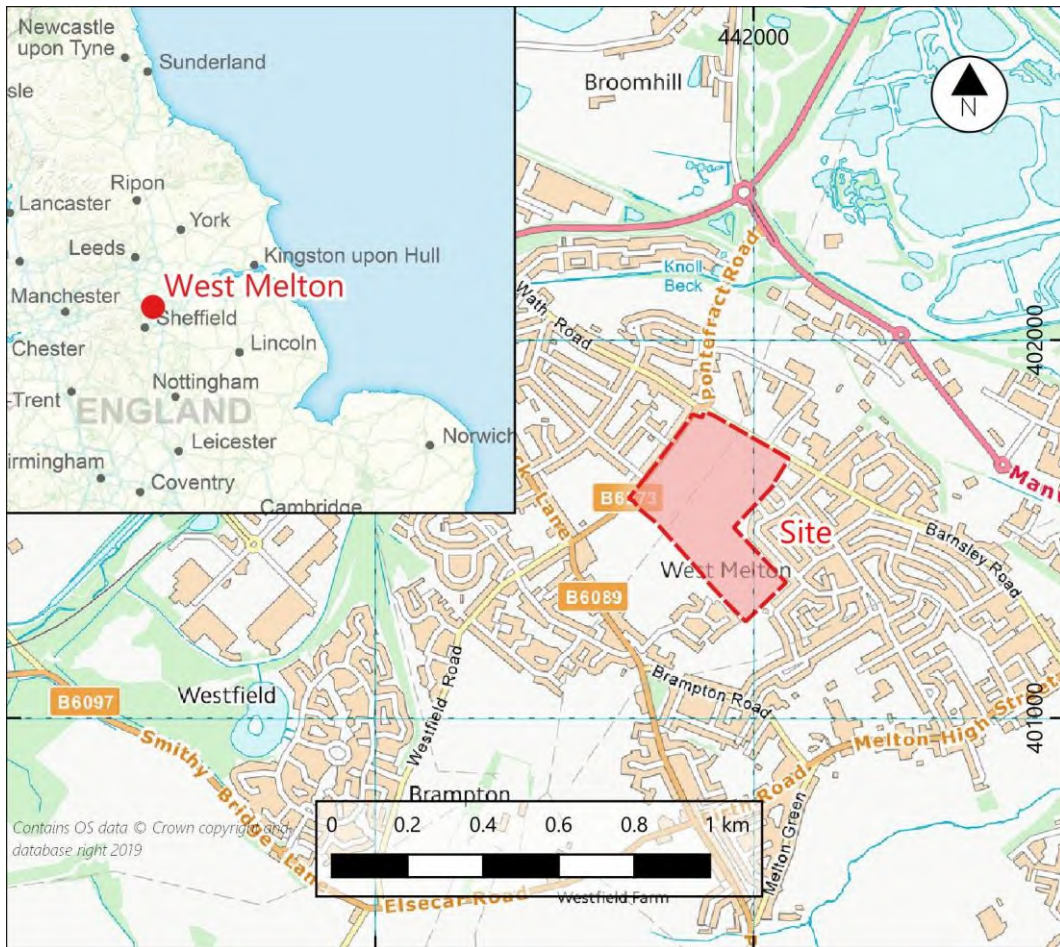 Newcastle
upon Tyne
Sunderland
sle
Ripon
Lancaster
York
Leeds
Kingston upon Hull
West Melton
Manchester
Sheffield
Chester
Lincoln
Nottingham
-Trent
ENGLAND
Leicester
Norwich
irmingham
Coventry
Cambridge
442000
Broomhill
N
Knoll
Beck
Pontefract Road
Wath Road
402000
Manv
ck Lane
B6273
Site
Barnsley Road
West Melton
B6089
Westfield
Westfield Road
Brampton Road
B6097
Melton High Street
401000
Smithy Bridge Lane
Brampton
Melton Green
Contains OS data © Crown copyright and
database right 2019
0 0.2 0.4 0.6 0.8 1 km
Elsecar Road
Westfield Farm